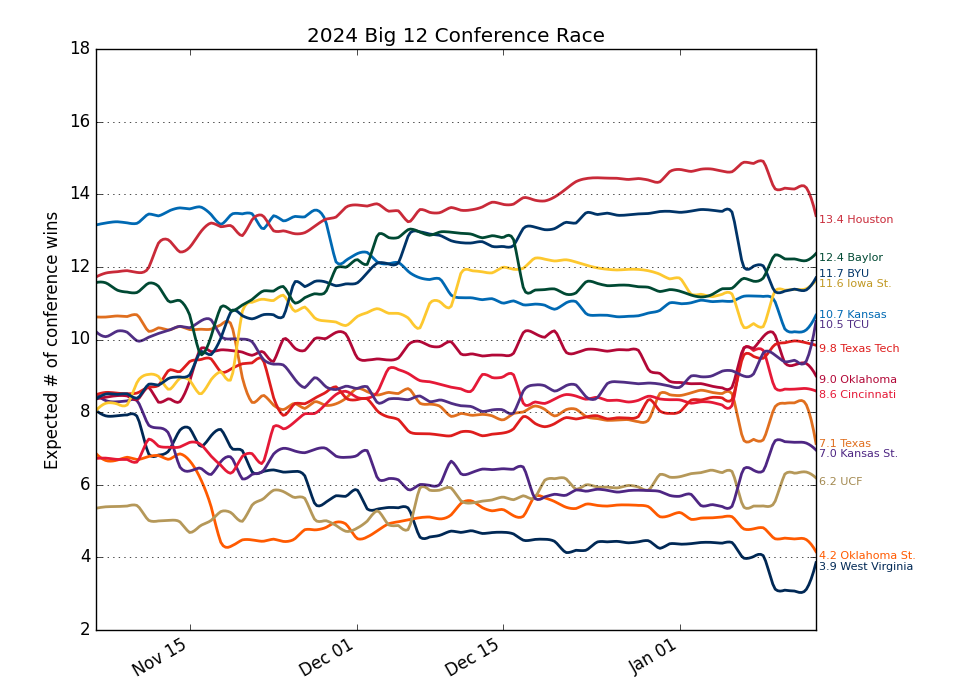 2024 Big 12 Conference Race
Expected # of conference wins
18
16
14
12
10
8
6
4
2
Nov 15
Dec 01
Dec 15
Jan 01
13.4 Houston
12.4 Baylor
11.7 BYU
11.6 Iowa St.
10.7 Kansas
10.5 TCU
9.8 Texas Tech
9.0 Oklahoma
8.6 Cincinnati
7.1 Texas
7.0 Kansas St.
6.2 UCF
4.2 Oklahoma St.
3.9 West Virginia